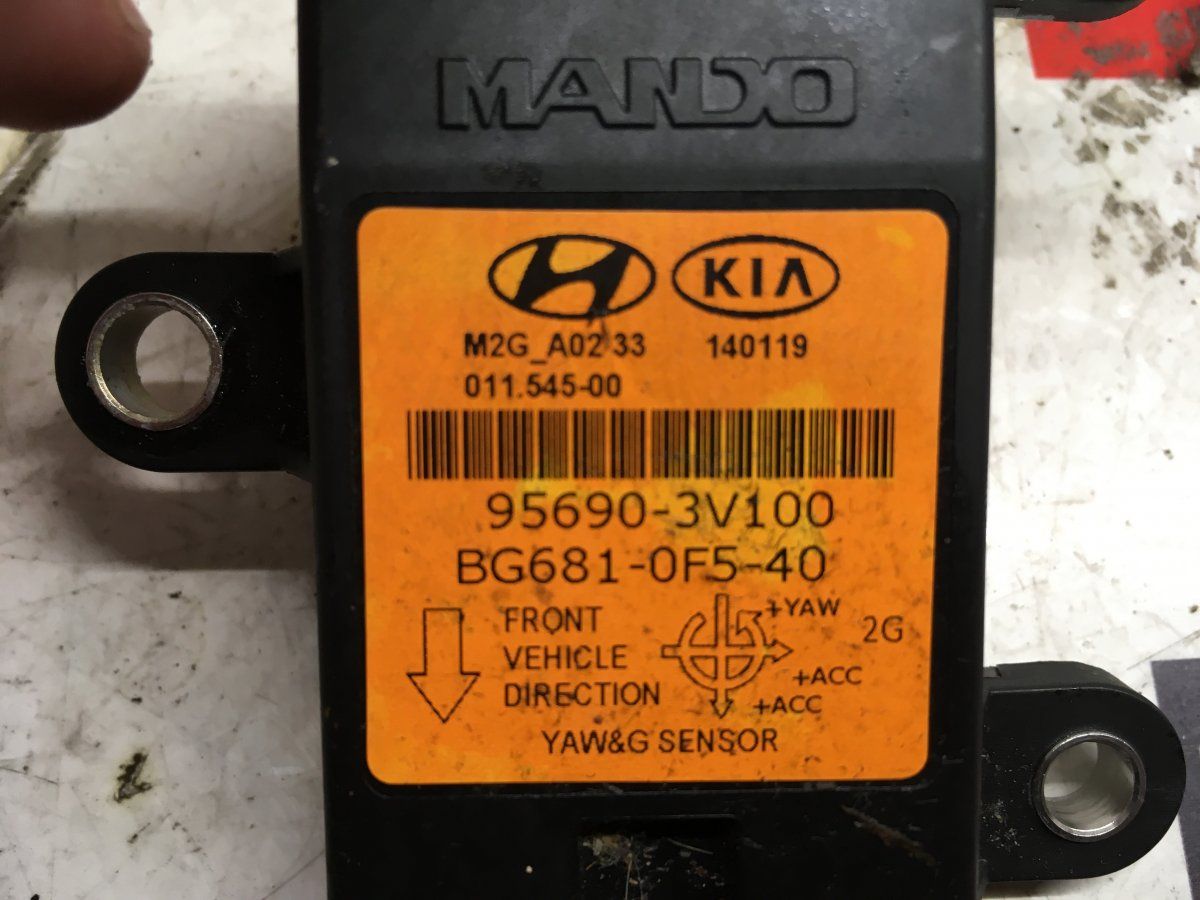 MANDO
KIA
M2G_A02 33 140119
011.545-00
95690-3V100
BG681-0F5-40
FRONT
VEHICLE
DIRECTION
+YAW
2G
+ACC
+ACC
YAW&G SENSOR